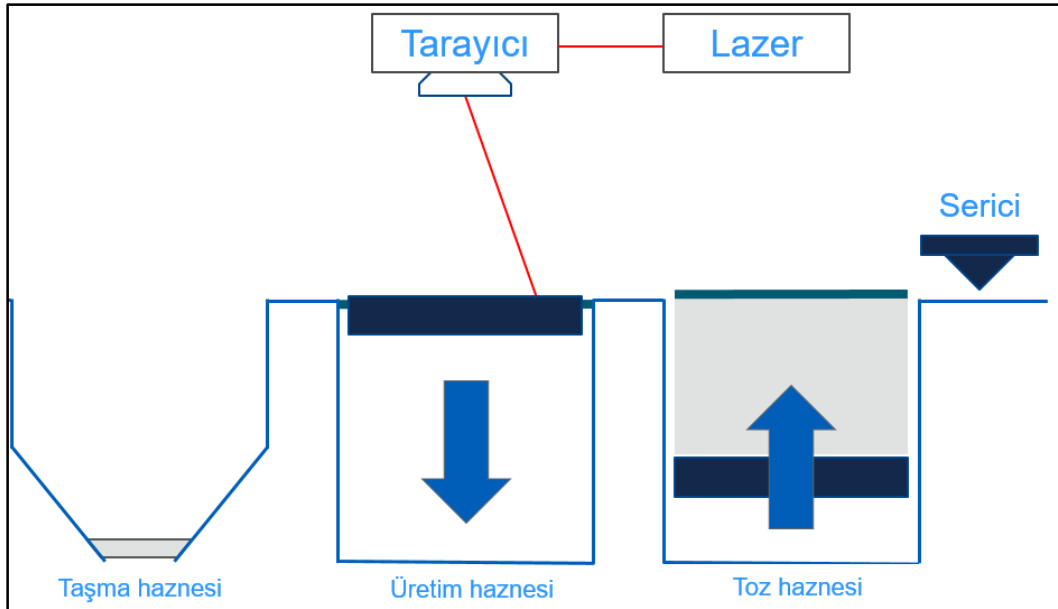 Tarayıcı
Lazer
Serici
Taşma haznesi
Üretim haznesi
Toz haznesi